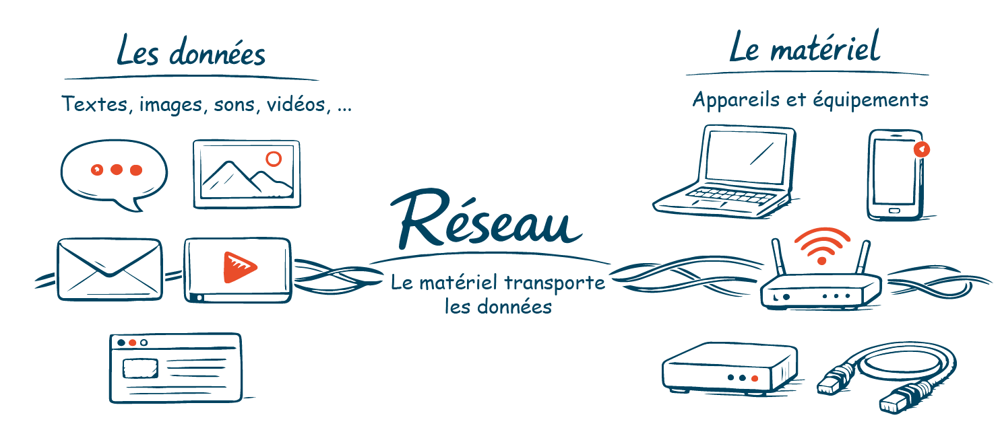 Les données
Textes, images, sons, vidéos, ...
Le matériel
Appareils et équipements
Réseau
Le matériel transporte
les données